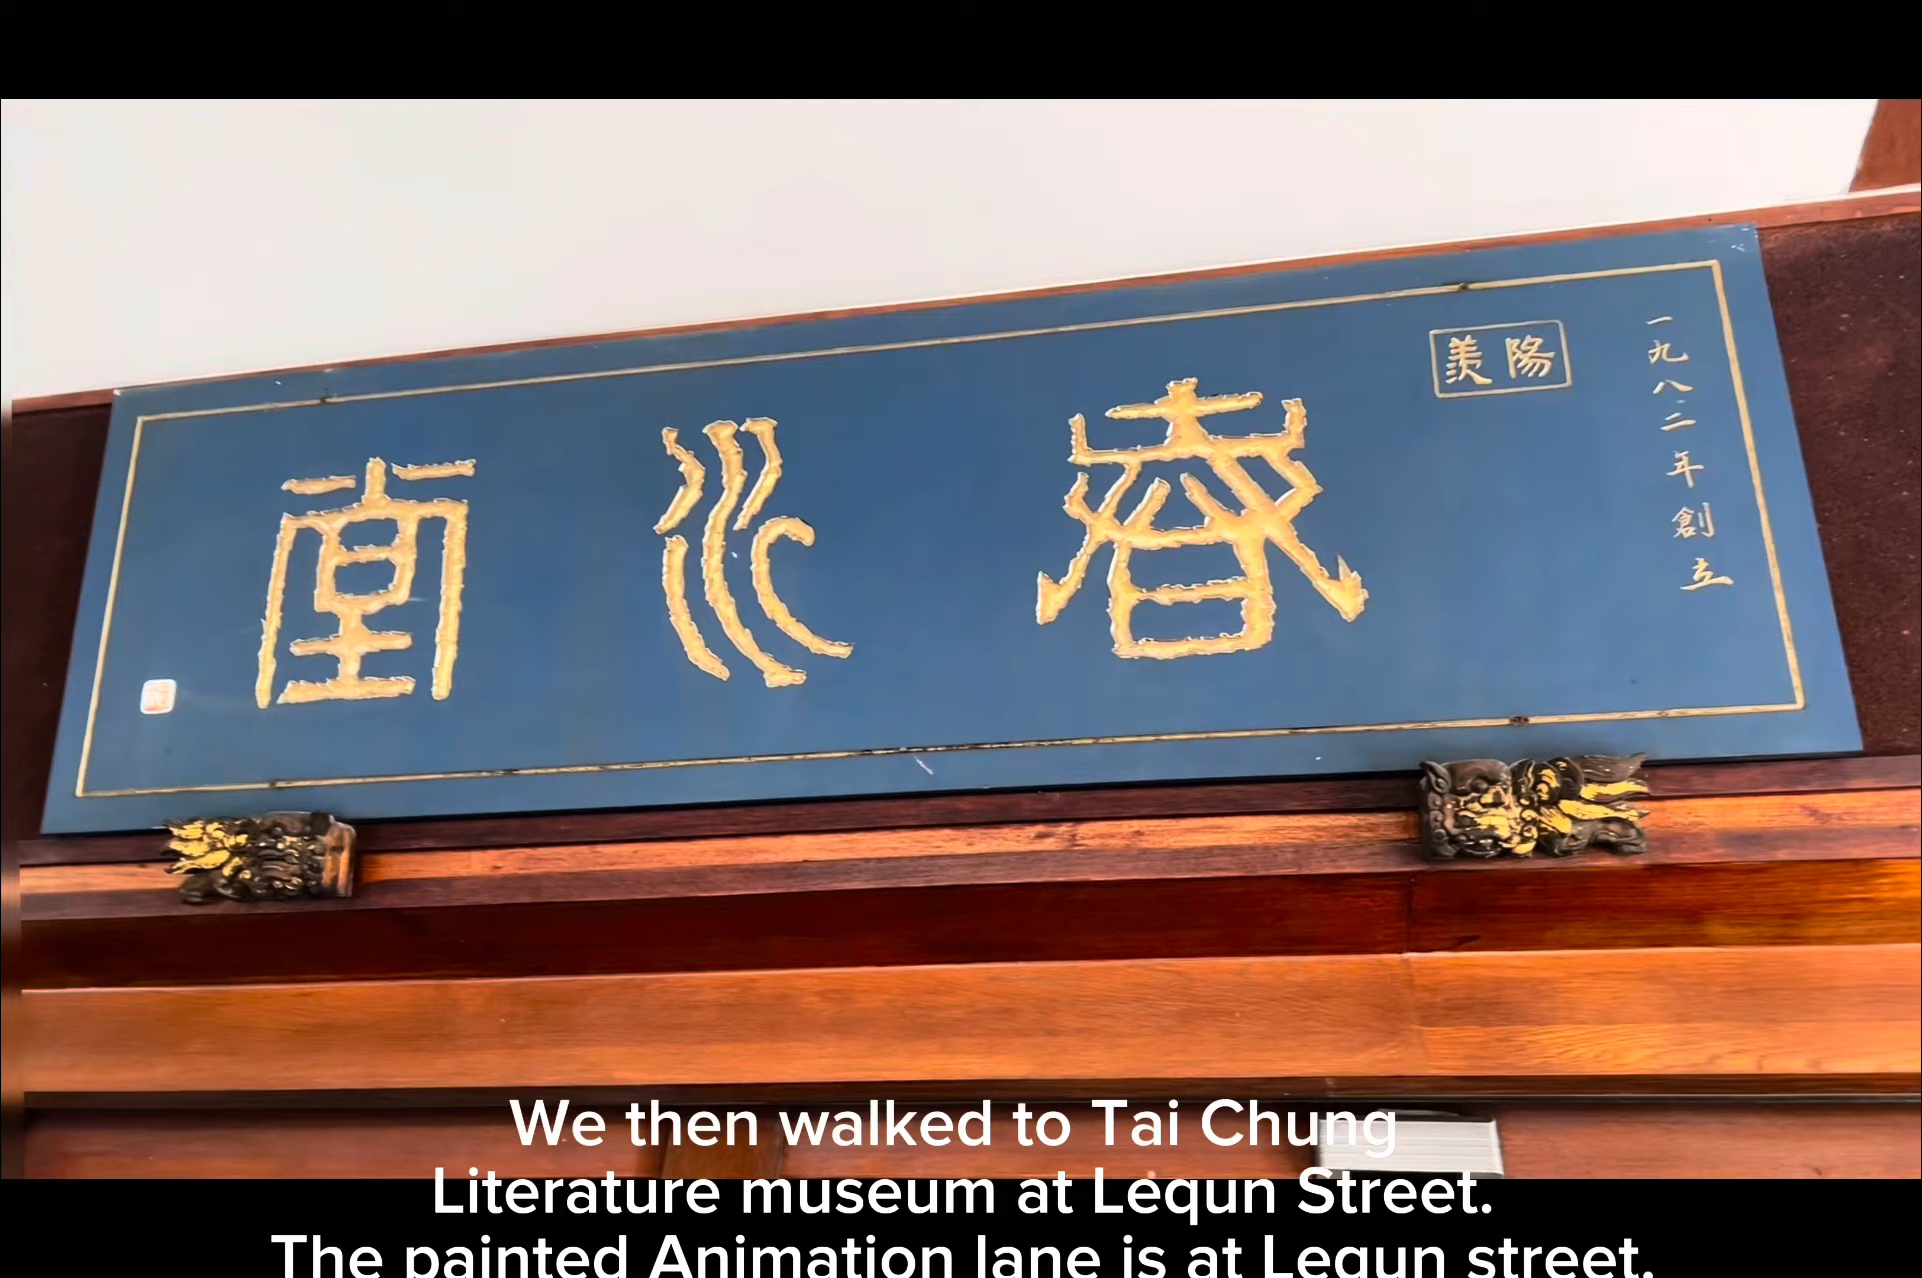 一九八二年創立
陽羨
春水堂
We then walked to Tai Chung
Literature museum at Lequn Street.
The painted Animation lane is at Lequn street.